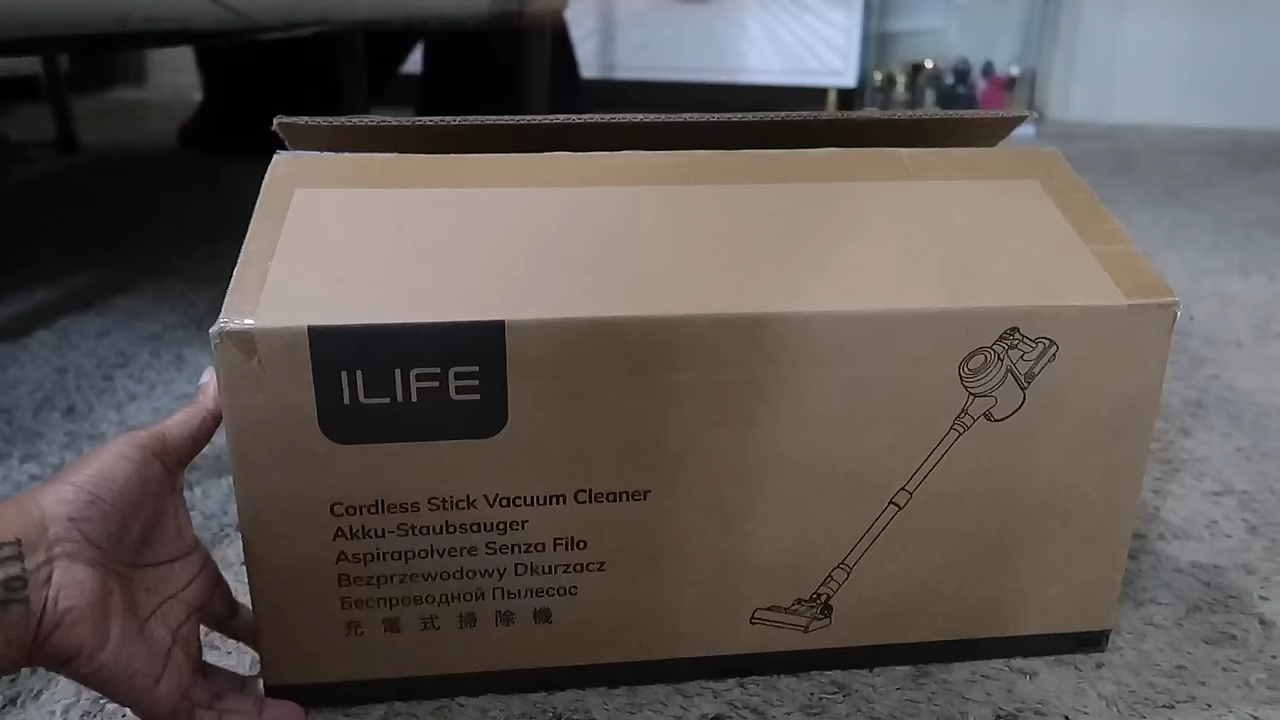 ILIFE
Cordless Stick Vacuum Cleaner
Akku-Staubsauger
Aspirapolvere Senza Filo
Bezprzewodowy Dkurzacz
Беспроводной Пылесос
充電式掃除機